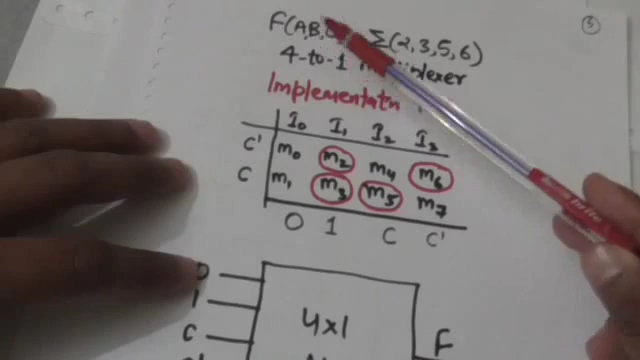 ③
F(A,B, Σ(2,3,5,6)
4-to-1
Implementatn
I₀ I₁ I₂ I₃
C' m₀ m₂ m₄ m₆
C m₁ m₃ m₅ m₇
0 1 C C'
0
1
C
4x1
F